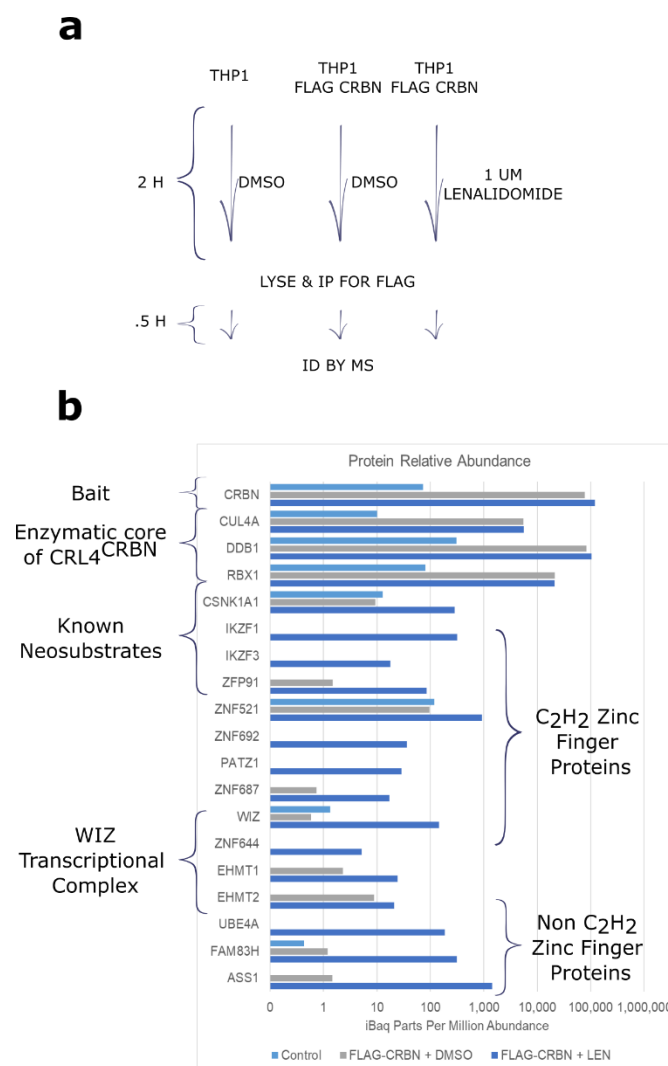 a
THP1
THP1
FLAG CRBN
THP1
FLAG CRBN
2 H
DMSO
DMSO
1 UM
LENALIDOMIDE
LYSE & IP FOR FLAG
.5 H
ID BY MS
b
Protein Relative Abundance
Bait
Enzymatic core
of CRL4CRBN
Known
Neosubstrates
WIZ
Transcriptional
Complex
CRBN
CUL4A
DDB1
RBX1
CSNK1A1
IKZF1
IKZF3
ZFP91
ZNF521
ZNF692
PATZ1
ZNF687
WIZ
ZNF644
EHMT1
EHMT2
UBE4A
FAM83H
ASS1
C2H2 Zinc
Finger
Proteins
Non C2H2
Zinc Finger
Proteins
0 1 10 100 1,000 10,000 100,000 1,000,000
iBaq Parts Per Million Abundance
Control FLAG-CRBN + DMSO FLAG-CRBN + LEN